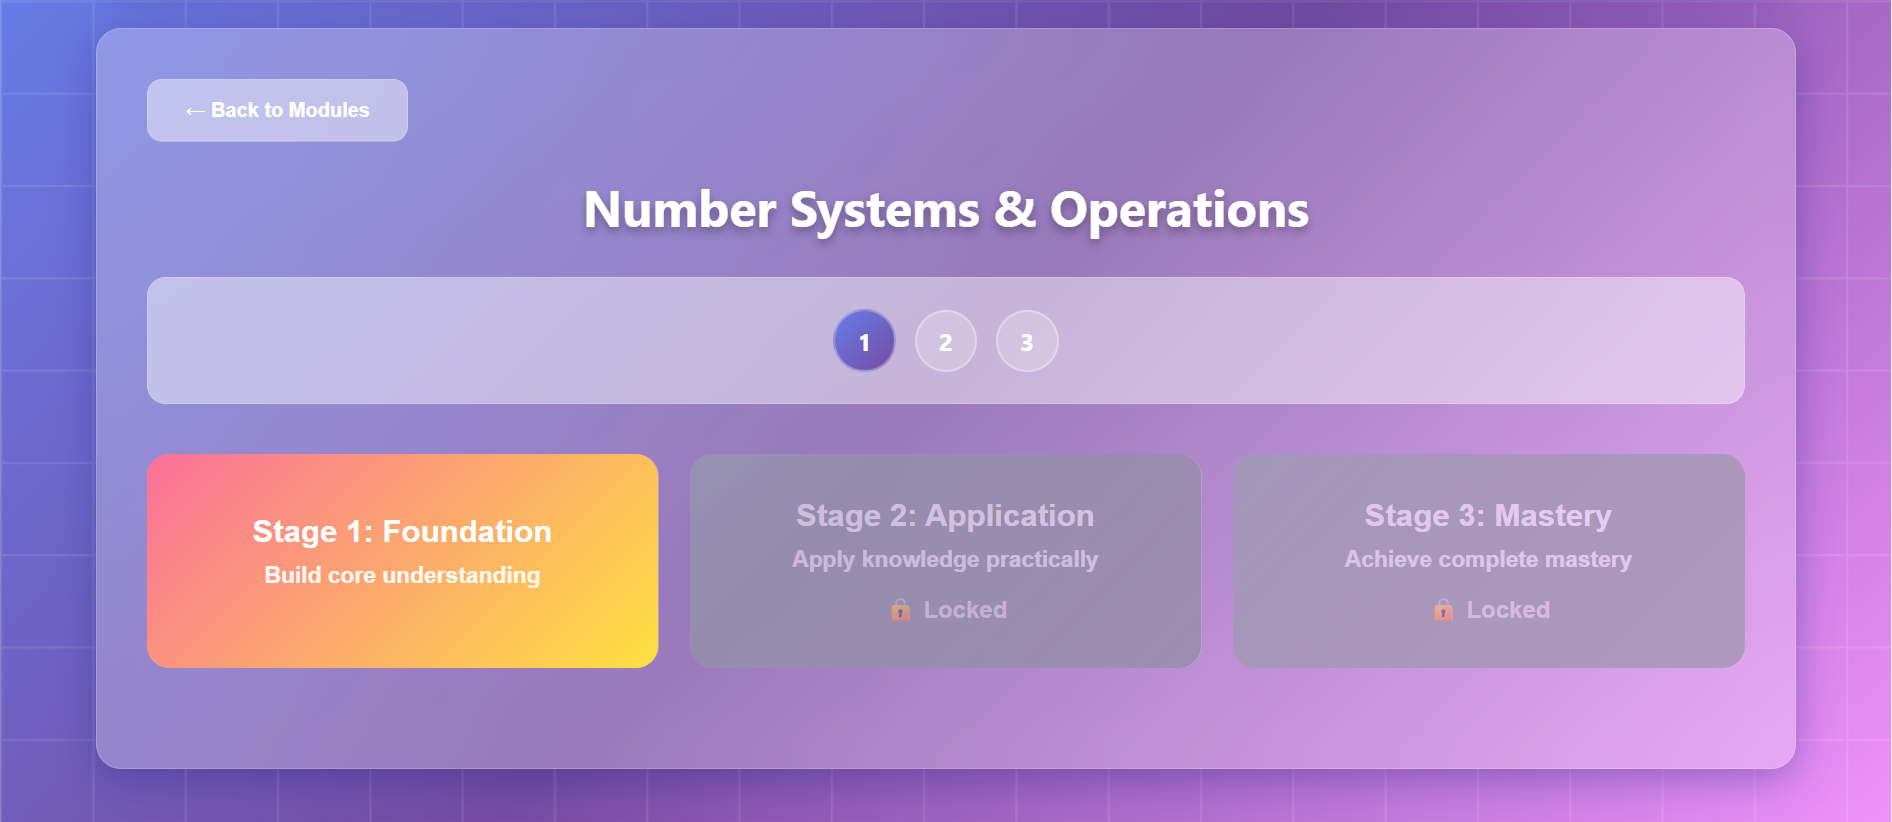 ← Back to Modules
Number Systems & Operations
1 2 3
Stage 1: Foundation
Build core understanding
Stage 2: Application
Apply knowledge practically
🔒 Locked
Stage 3: Mastery
Achieve complete mastery
🔒 Locked